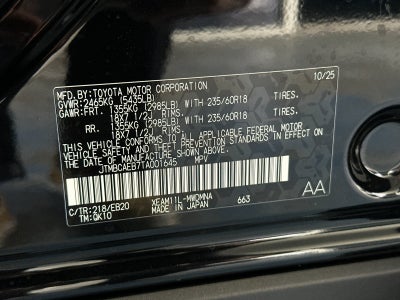 MFD.BY:TOYOTA MOTOR CORPORATION 10/25
GVWR:2465KG (5435LB)
GAWR:FRT. 1355KG (2985LB) WITH 235/60R18 TIRES.
18X7 1/2J RIMS.
RR. 1355KG (2985LB) WITH 235/60R18 TIRES.
18X7 1/2J RIMS.
THIS VEHICLE CONFORMS TO ALL APPLICABLE FEDERAL MOTOR
VEHICLE SAFETY AND THEFT PREVENTION STANDARDS IN EFFECT ON
THE DATE OF MANUFACTURE SHOWN ABOVE.
JTMBCAEB7TA001645 MPV
C/TR:218/EB20 XEAM11L-MWDMNA AA
TM:QK10 MADE IN JAPAN 663